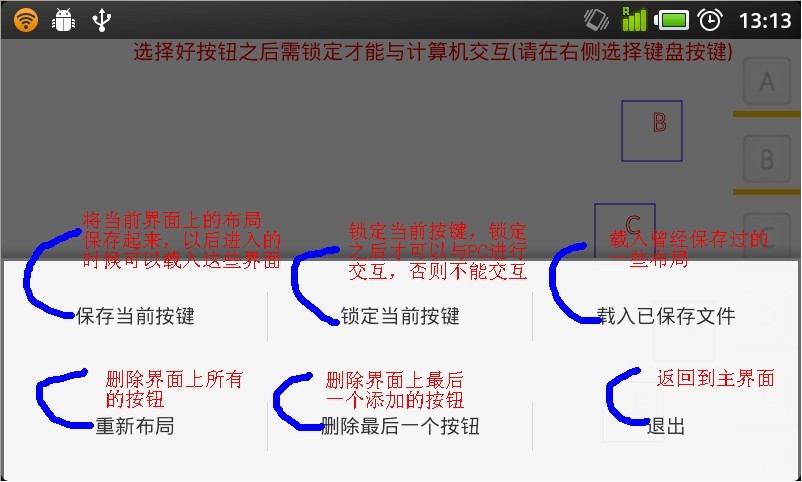 13:13
选择好按钮之后需锁定才能与计算机交互(请在右侧选择键盘按键)
A
B
B
C
C
将当前界面上的布局
保存起来，以后进入的
时候可以载入这些界面
锁定当前按键，锁定
之后才可以与PC进行
交互，否则不能交互
载入曾经保存过的
一些布局
保存当前按键
锁定当前按键
载入已保存文件
删除界面上所有
的按钮
删除界面上最后
一个添加的按钮
返回到主界面
重新布局
删除最后一个按钮
退出